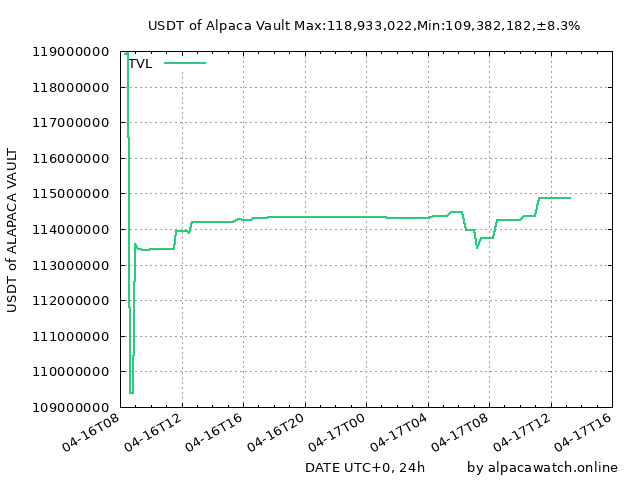 USDT of Alpaca Vault Max:118,933,022,Min:109,382,182,±8.3%
119000000
TVL
118000000
117000000
116000000
115000000
114000000
113000000
112000000
111000000
110000000
109000000
USDT of ALAPACA VAULT
04-16T08
04-16T12
04-16T16
04-16T20
04-17T00
04-17T04
04-17T08
04-17T12
04-17T16
DATE UTC+0, 24h
by alpacawatch.online